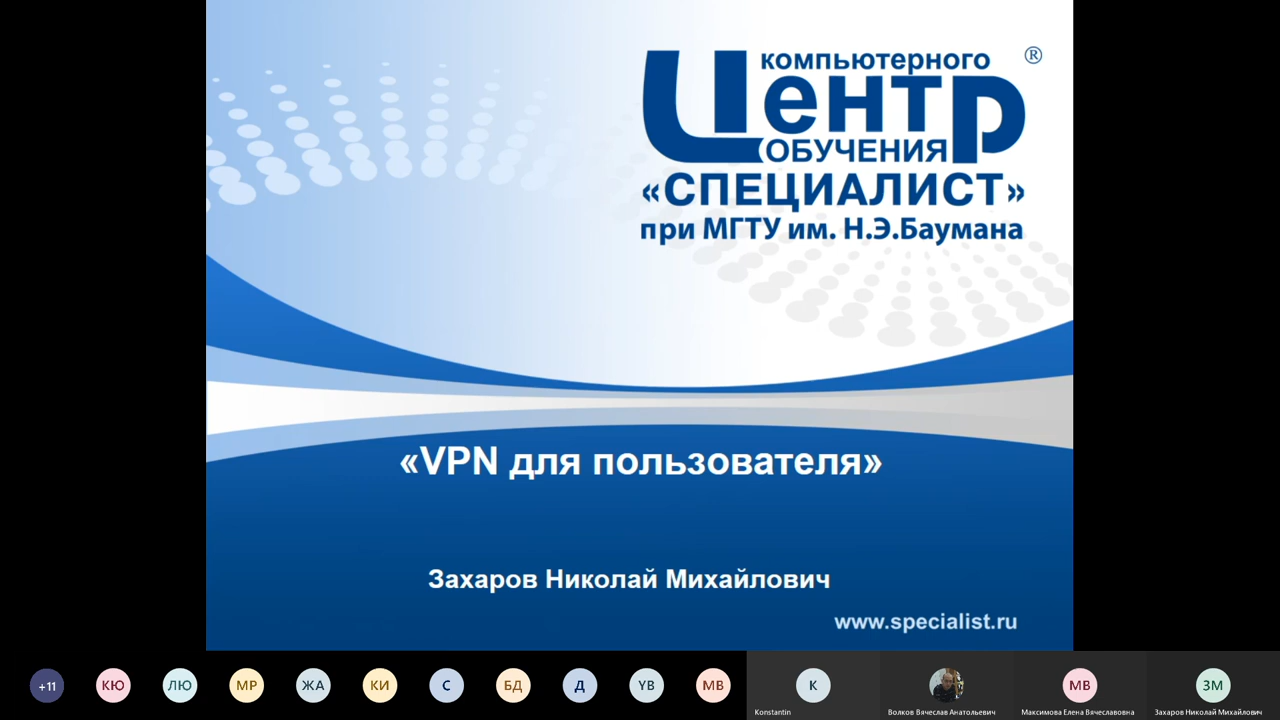 компьютерного ®
Центр
ОБУЧЕНИЯ
«СПЕЦИАЛИСТ»
при МГТУ им. Н.Э.Баумана
«VPN для пользователя»
Захаров Николай Михайлович
www.specialist.ru
+11 КЮ ЛЮ МР ЖА КИ С БД Д YB МВ К МВ ЗМ
Konstantin Волков Вячеслав Анатольевич Максимова Елена Вячеславовна Захаров Николай Михайлович